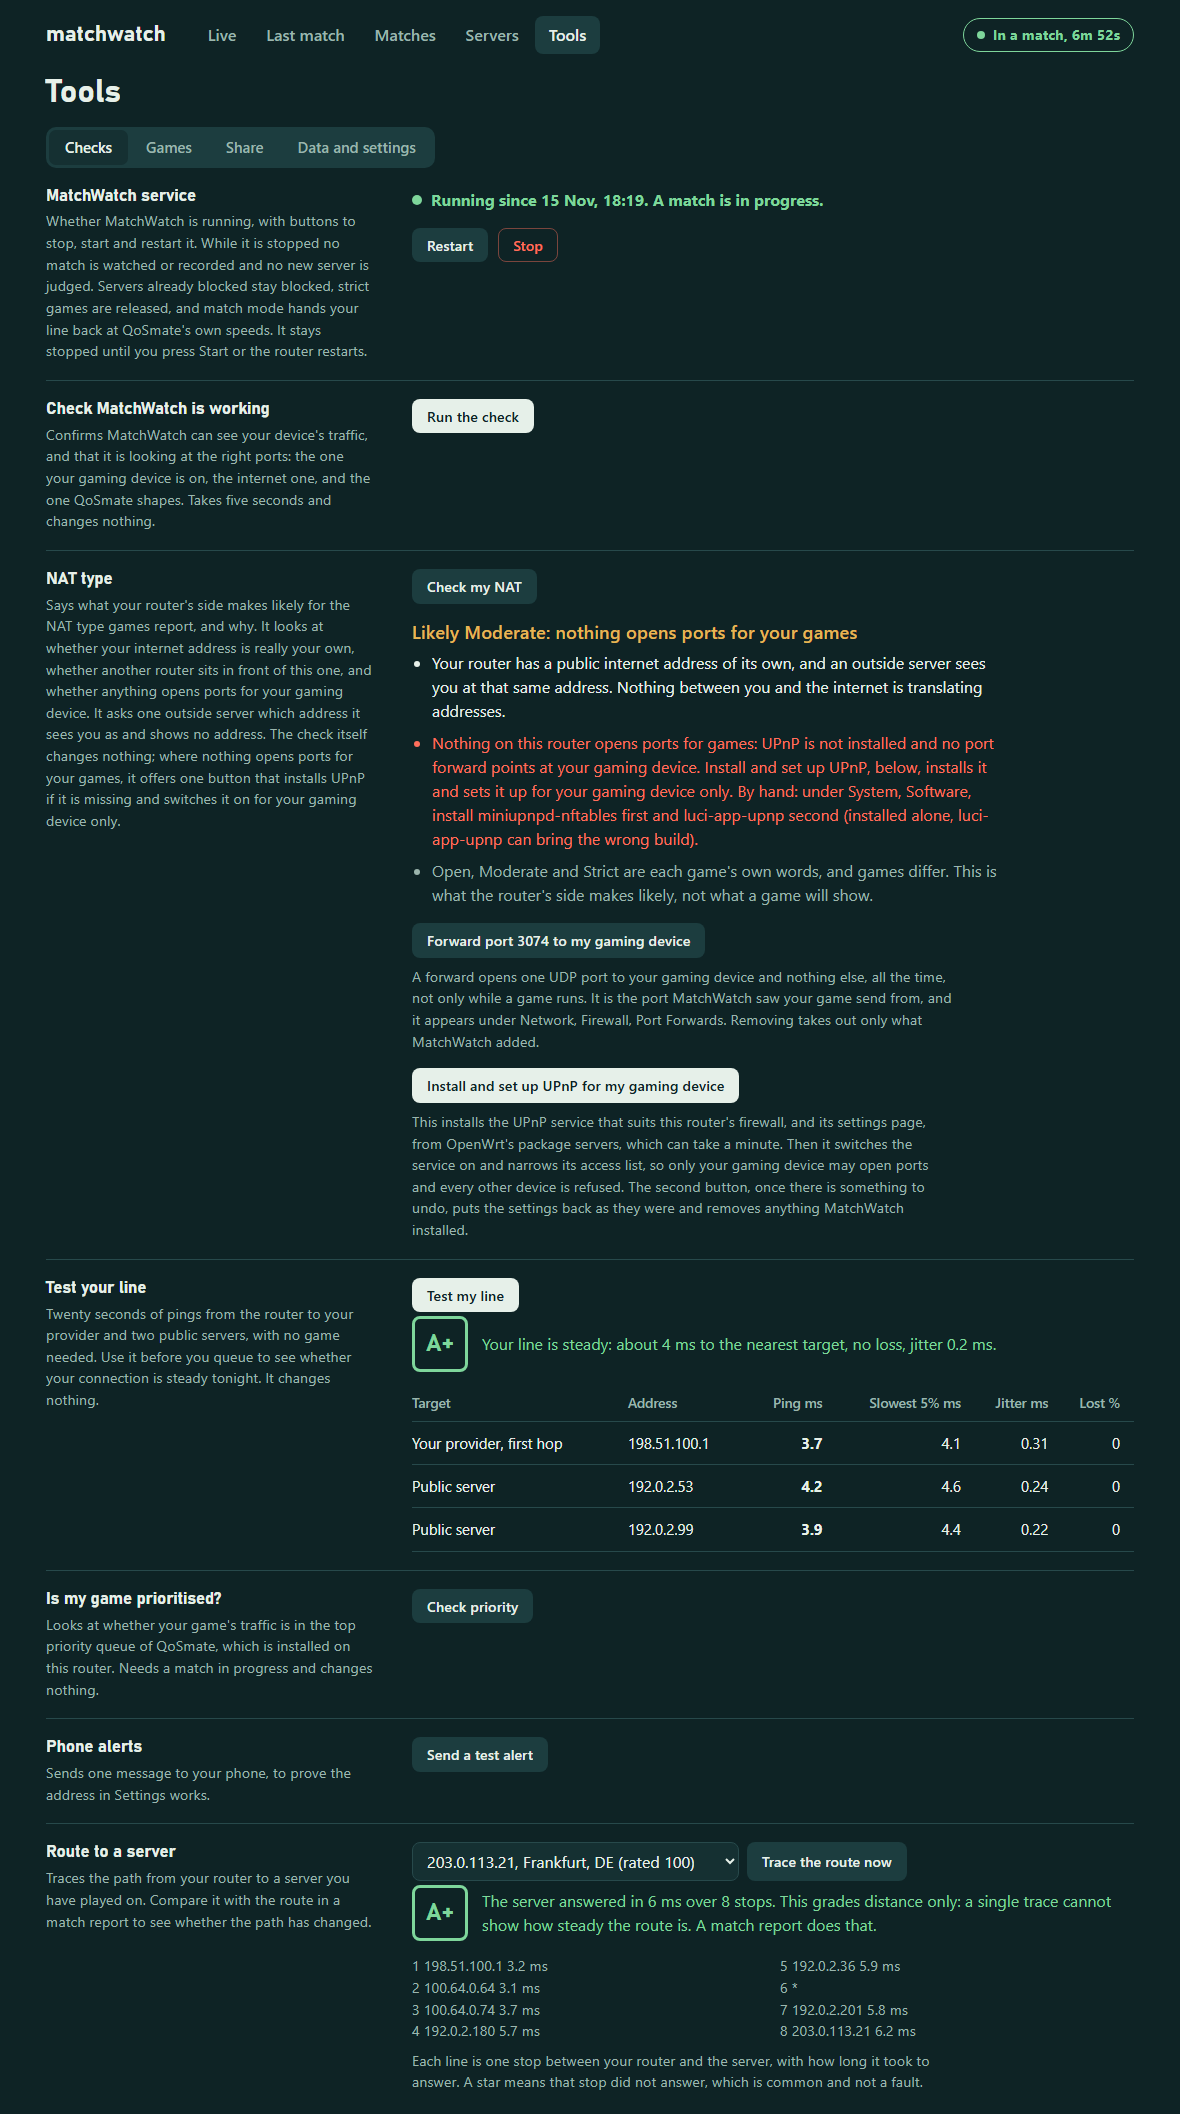 matchwatch
Live
Last match
Matches
Servers
Tools
In a match, 6m 52s
Tools
Checks
Games
Share
Data and settings
MatchWatch service
Whether MatchWatch is running, with buttons to
stop, start and restart it. While it is stopped no
match is watched or recorded and no new server is
judged. Servers already blocked stay blocked, strict
games are released, and match mode hands your
line back at QoSmate's own speeds. It stays
stopped until you press Start or the router restarts.
Running since 15 Nov, 18:19. A match is in progress.
Restart
Stop
Check MatchWatch is working
Confirms MatchWatch can see your device's traffic,
and that it is looking at the right ports: the one
your gaming device is on, the internet one, and the
one QoSmate shapes. Takes five seconds and
changes nothing.
Run the check
NAT type
Says what your router's side makes likely for the
NAT type games report, and why. It looks at
whether your internet address is really your own,
whether another router sits in front of this one, and
whether anything opens ports for your gaming
device. It asks one outside server which address it
sees you as and shows no address. The check itself
changes nothing; where nothing opens ports for
your games, it offers one button that installs UPnP
if it is missing and switches it on for your gaming
device only.
Check my NAT
Likely Moderate: nothing opens ports for your games
• Your router has a public internet address of its own, and an outside server sees
you at that same address. Nothing between you and the internet is translating
addresses.
• Nothing on this router opens ports for games: UPnP is not installed and no port
forward points at your gaming device. Install and set up UPnP, below, installs it
and sets it up for your gaming device only. By hand: under System, Software,
install miniupnpd-nftables first and luci-app-upnp second (installed alone, luci-
app-upnp can bring the wrong build).
• Open, Moderate and Strict are each game's own words, and games differ. This is
what the router's side makes likely, not what a game will show.
Forward port 3074 to my gaming device
A forward opens one UDP port to your gaming device and nothing else, all the time,
not only while a game runs. It is the port MatchWatch saw your game send from, and
it appears under Network, Firewall, Port Forwards. Removing takes out only what
MatchWatch added.
Install and set up UPnP for my gaming device
This installs the UPnP service that suits this router's firewall, and its settings page,
from OpenWrt's package servers, which can take a minute. Then it switches the
service on and narrows its access list, so only your gaming device may open ports
and every other device is refused. The second button, once there is something to
undo, puts the settings back as they were and removes anything MatchWatch
installed.
Test your line
Twenty seconds of pings from the router to your
provider and two public servers, with no game
needed. Use it before you queue to see whether
your connection is steady tonight. It changes
nothing.
Test my line
A+
Your line is steady: about 4 ms to the nearest target, no loss, jitter 0.2 ms.
Target Address Ping ms Slowest 5% ms Jitter ms Lost %
Your provider, first hop 198.51.100.1 3.7 4.1 0.31 0
Public server 192.0.2.53 4.2 4.6 0.24 0
Public server 192.0.2.99 3.9 4.4 0.22 0
Is my game prioritised?
Looks at whether your game's traffic is in the top
priority queue of QoSmate, which is installed on
this router. Needs a match in progress and changes
nothing.
Check priority
Phone alerts
Sends one message to your phone, to prove the
address in Settings works.
Send a test alert
Route to a server
Traces the path from your router to a server you
have played on. Compare it with the route in a
match report to see whether the path has changed.
203.0.113.21, Frankfurt, DE (rated 100)
Trace the route now
A+
The server answered in 6 ms over 8 stops. This grades distance only: a single trace cannot
show how steady the route is. A match report does that.
1 198.51.100.1 3.2 ms
2 100.64.0.64 3.1 ms
3 100.64.0.74 3.7 ms
4 192.0.2.180 5.7 ms
5 192.0.2.36 5.9 ms
6 *
7 192.0.2.201 5.8 ms
8 203.0.113.21 6.2 ms
Each line is one stop between your router and the server, with how long it took to
answer. A star means that stop did not answer, which is common and not a fault.